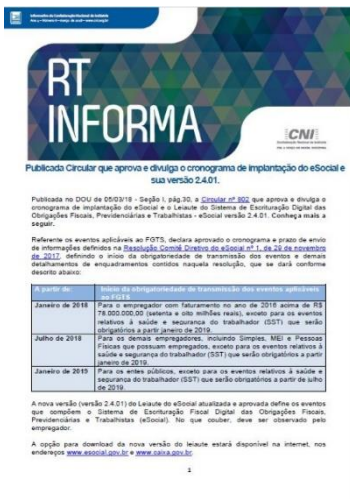 Informativo da Confederação Nacional da Indústria
RT
INFORMA
CNI
Confederação Nacional da Indústria
Publicada Circular que aprova e divulga o cronograma de implantação do eSocial e
sua versão 2.4.01.
Publicada no DOU de 05/03/18 - Seção I, pág.30, a Circular nº 802 que aprova e divulga o
cronograma de implantação do eSocial e o Leiaute do Sistema de Escrituração Digital das
Obrigações Fiscais, Previdenciárias e Trabalhistas - eSocial versão 2.4.01. Conheça mais a
seguir.
Referente os eventos aplicáveis ao FGTS, declara aprovado o cronograma e prazo de envio
de informações definidos na Resolução Comitê Diretivo do eSocial nº 1, de 29 de novembro
de 2017, definindo o início da obrigatoriedade de transmissão dos eventos e demais
detalhamentos de enquadramentos contidos naquela resolução, que se dará conforme
descrito abaixo:
A partir de: Início da obrigatoriedade de transmissão dos eventos aplicáveis
ao FGTS
Janeiro de 2018 Para o empregador com faturamento no ano de 2016 acima de R$
78.000.000,00 (setenta e oito milhões reais), exceto para os eventos
relativos à saúde e segurança do trabalhador (SST) que serão
obrigatórios a partir janeiro de 2019.
Julho de 2018 Para os demais empregadores, incluindo Simples, MEI e Pessoas
Físicas que possuam empregados, exceto para os eventos relativos à
saúde e segurança do trabalhador (SST) que serão obrigatórios a partir
janeiro de 2019.
Janeiro de 2019 Para os entes públicos, exceto para os eventos relativos à saúde e
segurança do trabalhador (SST) que serão obrigatórios a partir de julho
de 2019.
A nova versão (versão 2.4.01) do Leiaute do eSocial atualizada e aprovada define os eventos
que compõem o Sistema de Escrituração Fiscal Digital das Obrigações Fiscais,
Previdenciárias e Trabalhistas (eSocial). No que couber, deve ser observado pelo
empregador.
A opção para download da nova versão do leiaute estará disponível na internet, nos
endereços www.esocial.gov.br e www.caixa.gov.br.
1